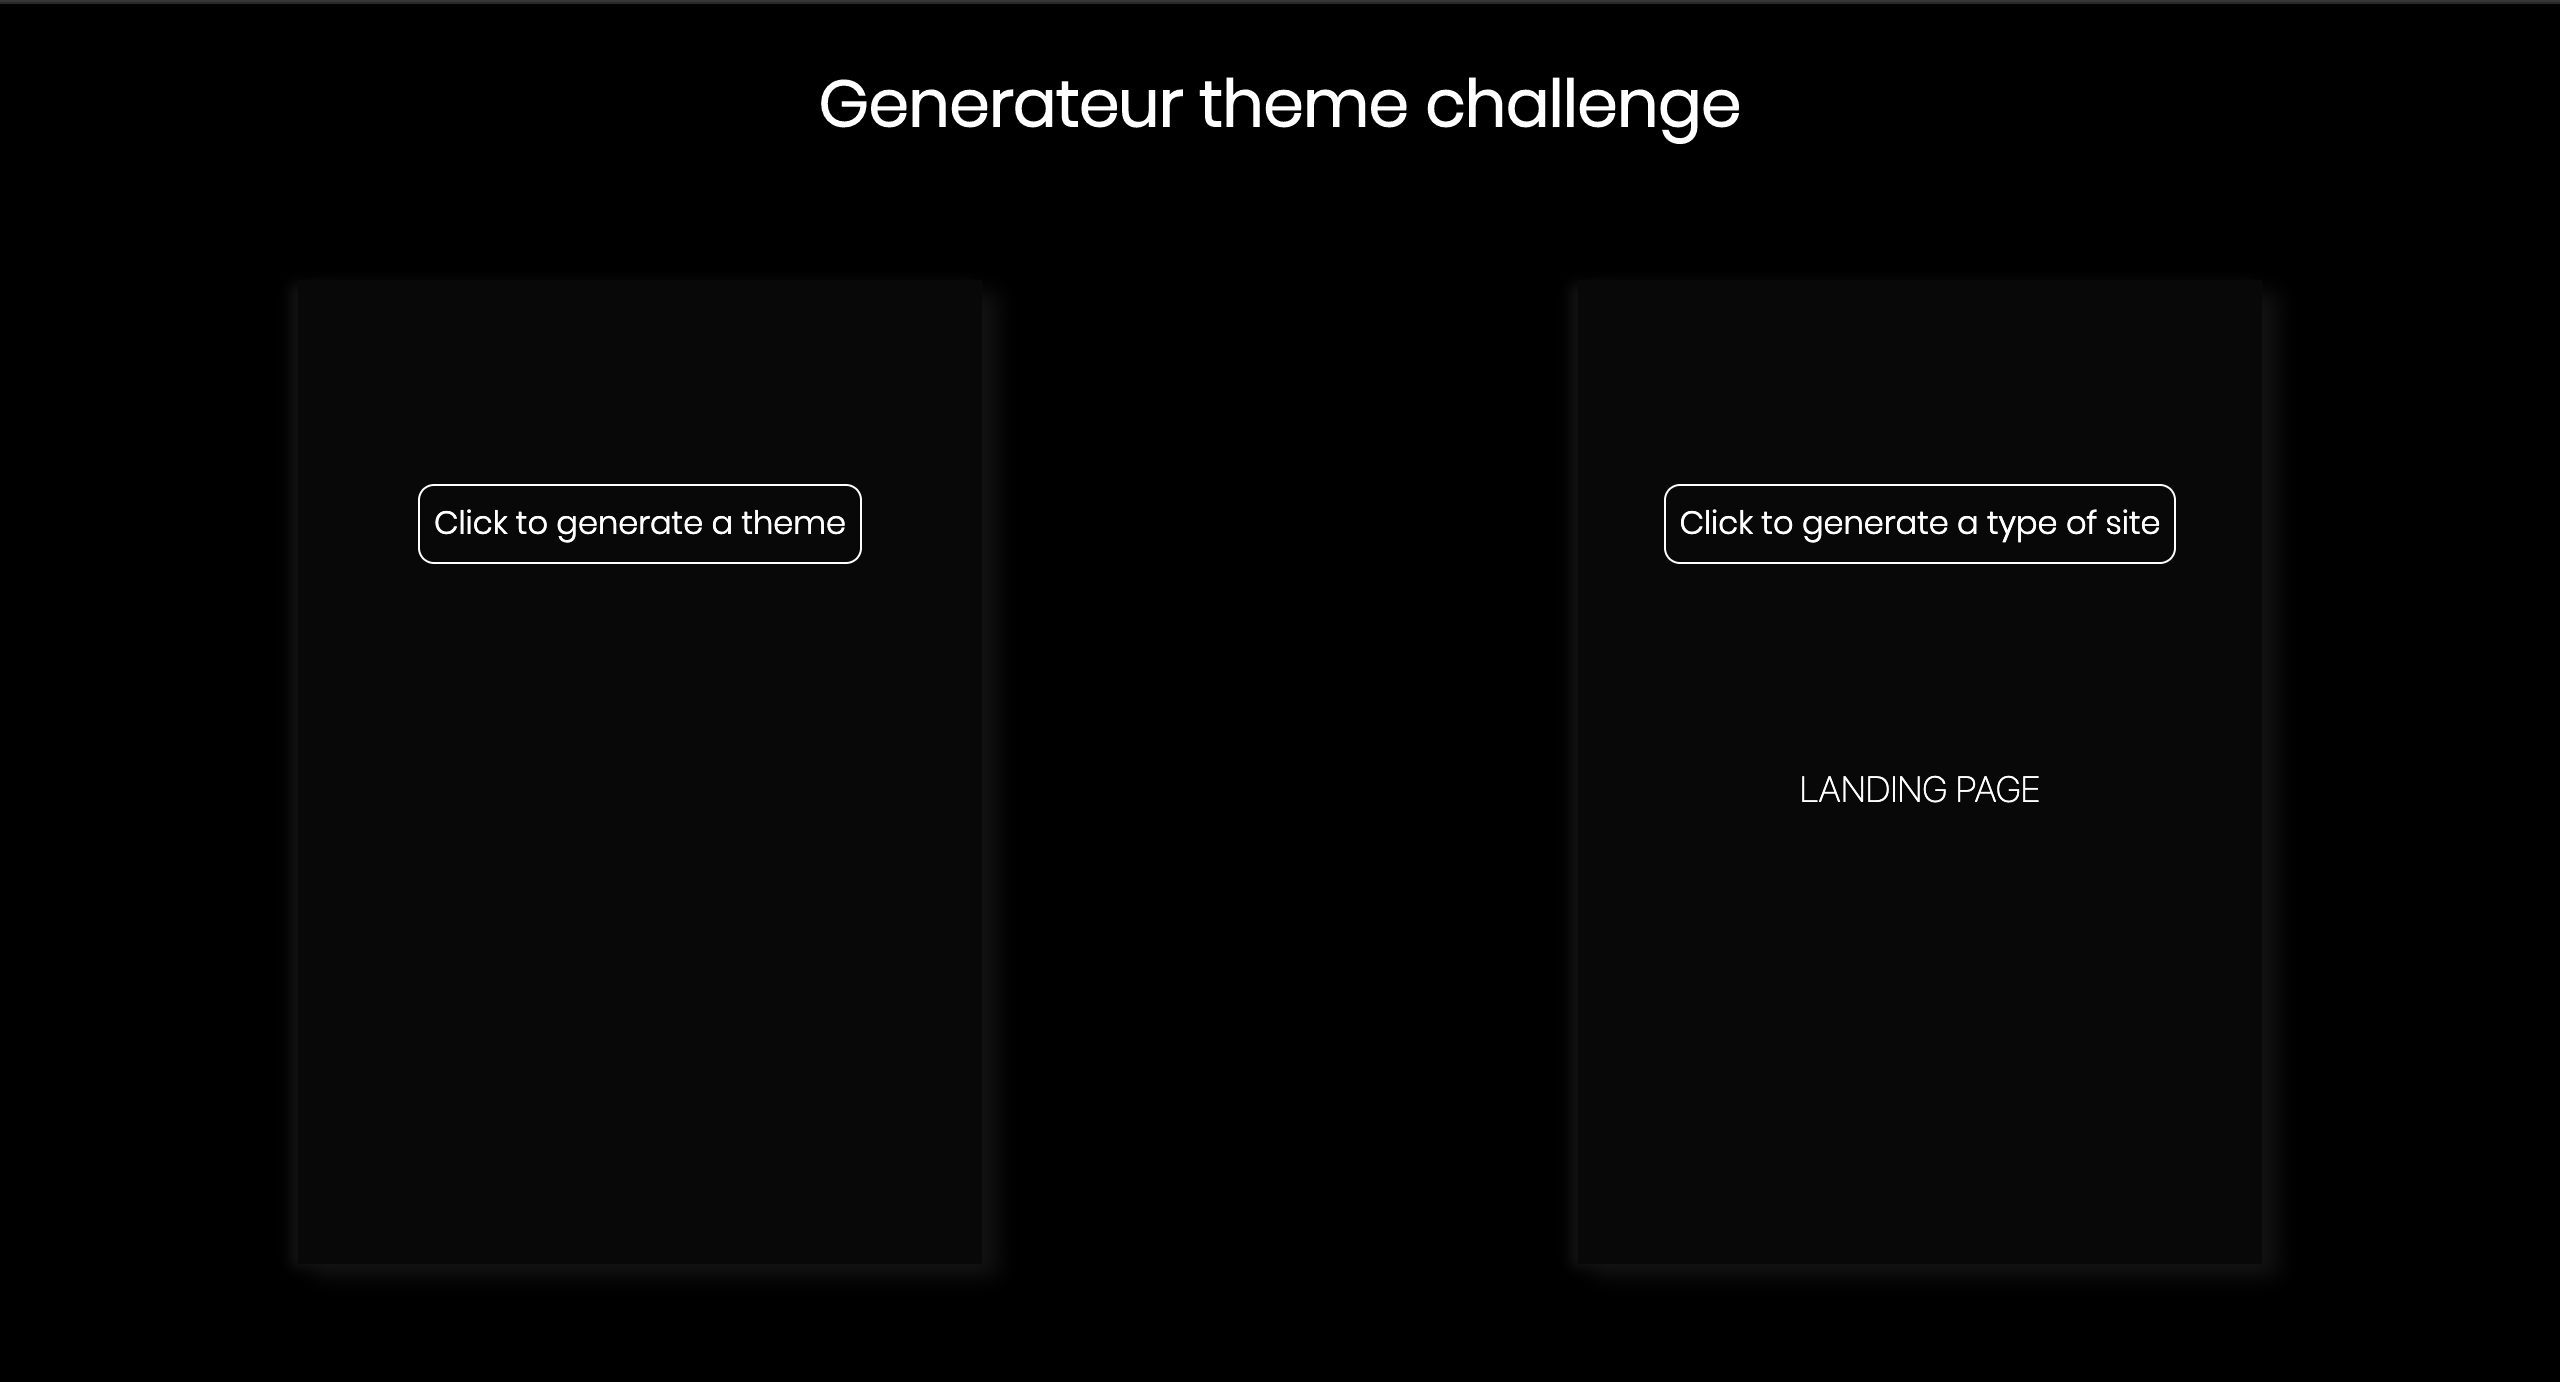 Generateur theme challenge
Click to generate a theme
Click to generate a type of site
LANDING PAGE